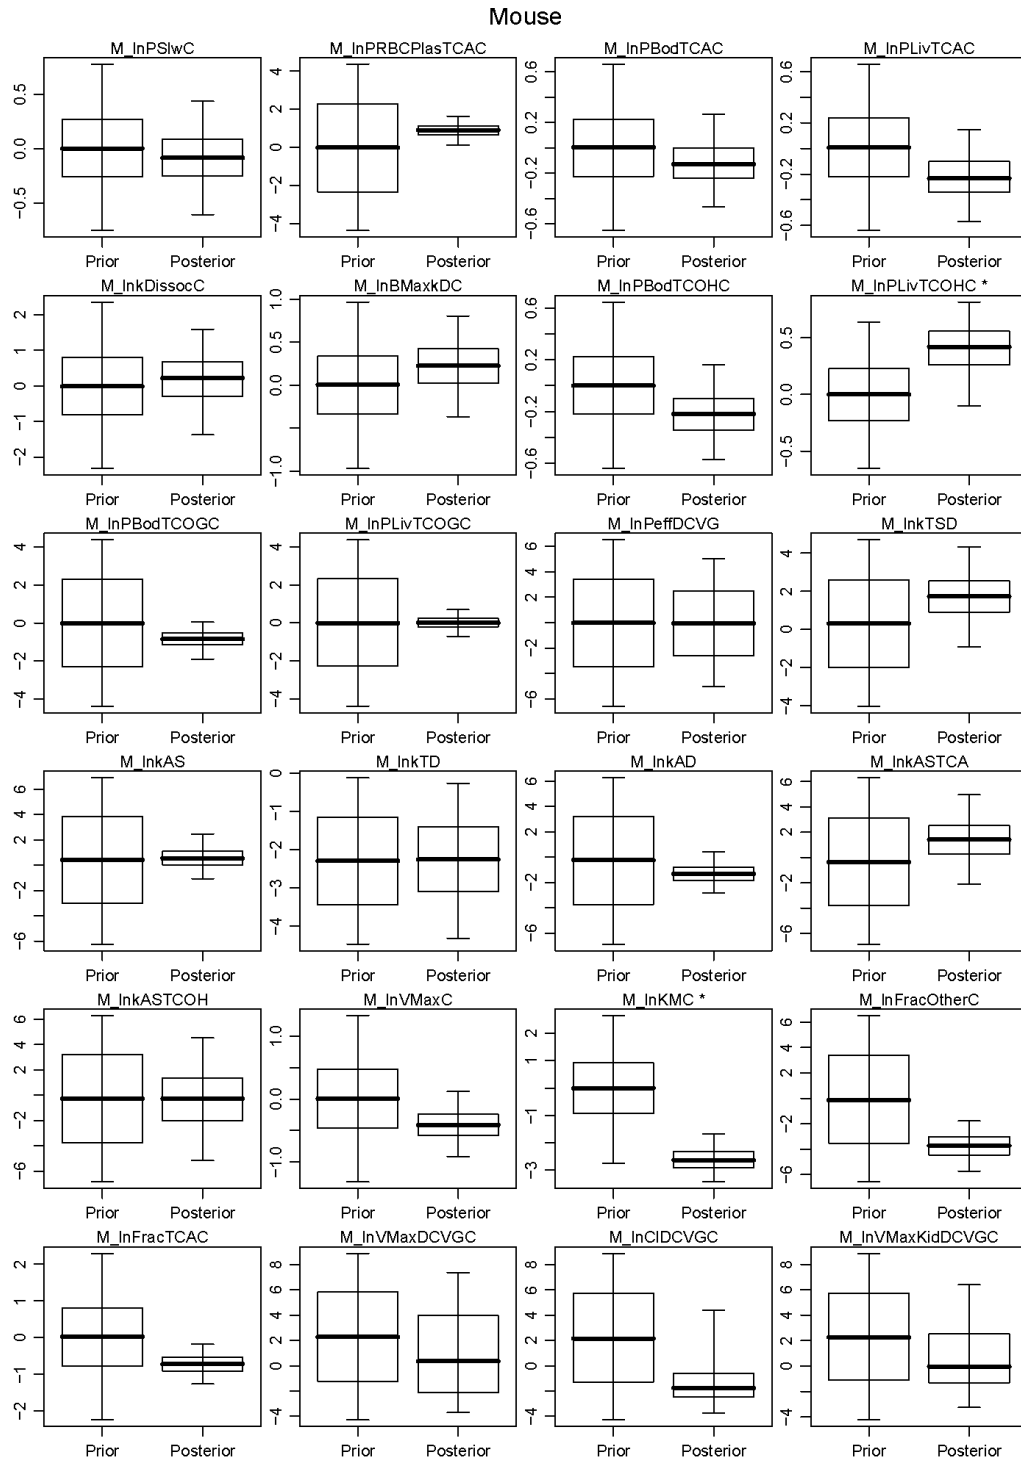 Mouse
M_lnPSlwC
0.5
0.0
−0.5
Prior Posterior
M_lnPRBCPlasTCAC
4
2
0
−2
−4
Prior Posterior
M_lnPBodTCAC
0.6
0.2
−0.2
−0.6
Prior Posterior
M_lnPLivTCAC
0.6
0.2
−0.2
−0.6
Prior Posterior
M_lnkDissocC
2
1
0
−1
−2
Prior Posterior
M_lnBMaxkDC
1.0
0.5
0.0
−1.0
Prior Posterior
M_lnPBodTCOHC
0.6
0.2
−0.2
−0.6
Prior Posterior
M_lnPLivTCOHC *
0.5
0.0
−0.5
Prior Posterior
M_lnPBodTCOGC
4
2
0
−2
−4
Prior Posterior
M_lnPLivTCOGC
4
2
0
−2
−4
Prior Posterior
M_lnPeffDCVG
6
4
2
0
−2
−6
Prior Posterior
M_lnkTSD
4
2
0
−2
−4
Prior Posterior
M_lnkAS
6
4
2
0
−2
−6
Prior Posterior
M_lnkTD
0
−1
−2
−3
−4
Prior Posterior
M_lnkAD
6
4
2
0
−2
−6
Prior Posterior
M_lnkASTCA
6
4
2
0
−2
−6
Prior Posterior
M_lnkASTCOH
6
4
2
0
−2
−6
Prior Posterior
M_lnVMaxC
1.0
0.0
−1.0
Prior Posterior
M_lnKMC *
2
1
−1
−3
Prior Posterior
M_lnFracOtherC
6
4
2
0
−2
−6
Prior Posterior
M_lnFracTCAC
2
1
0
−1
−2
Prior Posterior
M_lnVMaxDCVGC
8
6
4
2
0
−4
Prior Posterior
M_lnClDCVGC
8
6
4
2
0
−4
Prior Posterior
M_lnVMaxKidDCVGC
8
6
4
2
0
−4
Prior Posterior